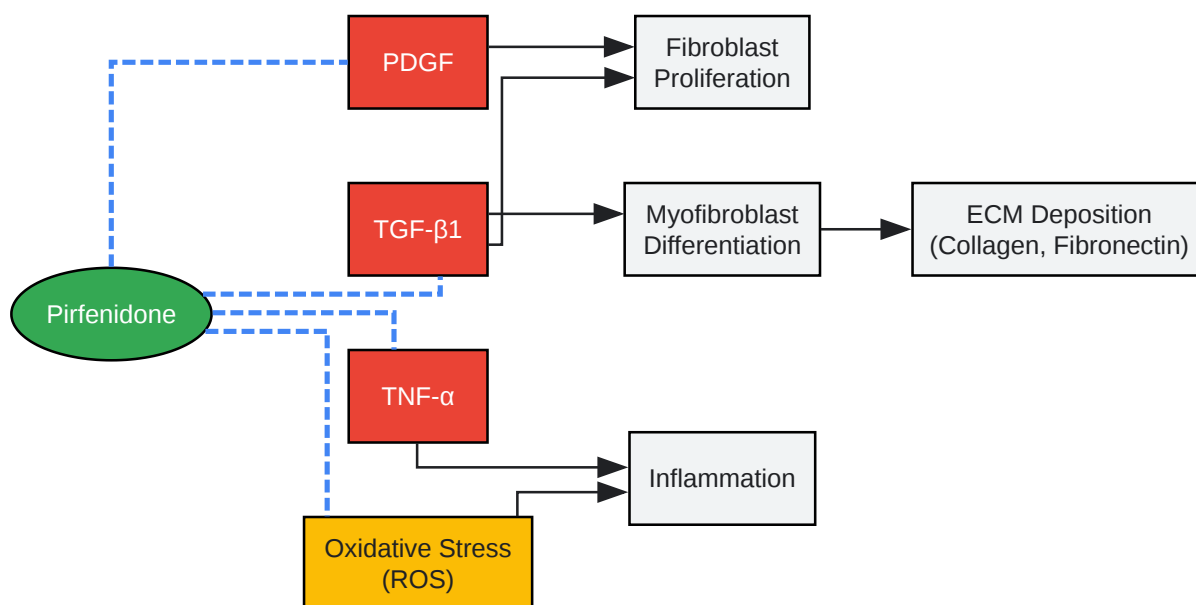 PDGF
Fibroblast
Proliferation
TGF-β1
Myofibroblast
Differentiation
ECM Deposition
(Collagen, Fibronectin)
Pirfenidone
TNF-α
Inflammation
Oxidative Stress
(ROS)